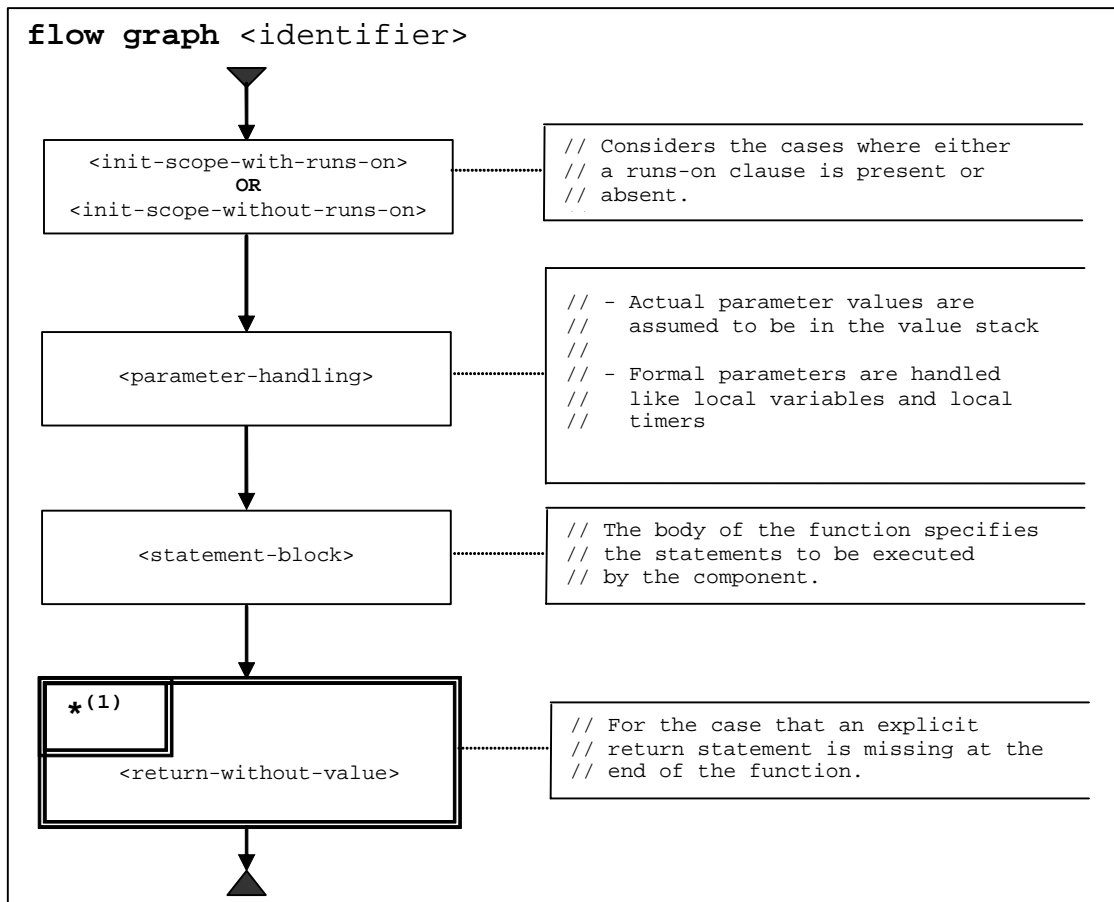 flow graph <identifier>
<init-scope-with-runs-on>
OR
<init-scope-without-runs-on>
// Considers the cases where either
// a runs-on clause is present or
// absent.
<parameter-handling>
// - Actual parameter values are
//   assumed to be in the value stack
//
// - Formal parameters are handled
//   like local variables and local
//   timers
<statement-block>
// The body of the function specifies
// the statements to be executed
// by the component.
*(1)
<return-without-value>
// For the case that an explicit
// return statement is missing at the
// end of the function.